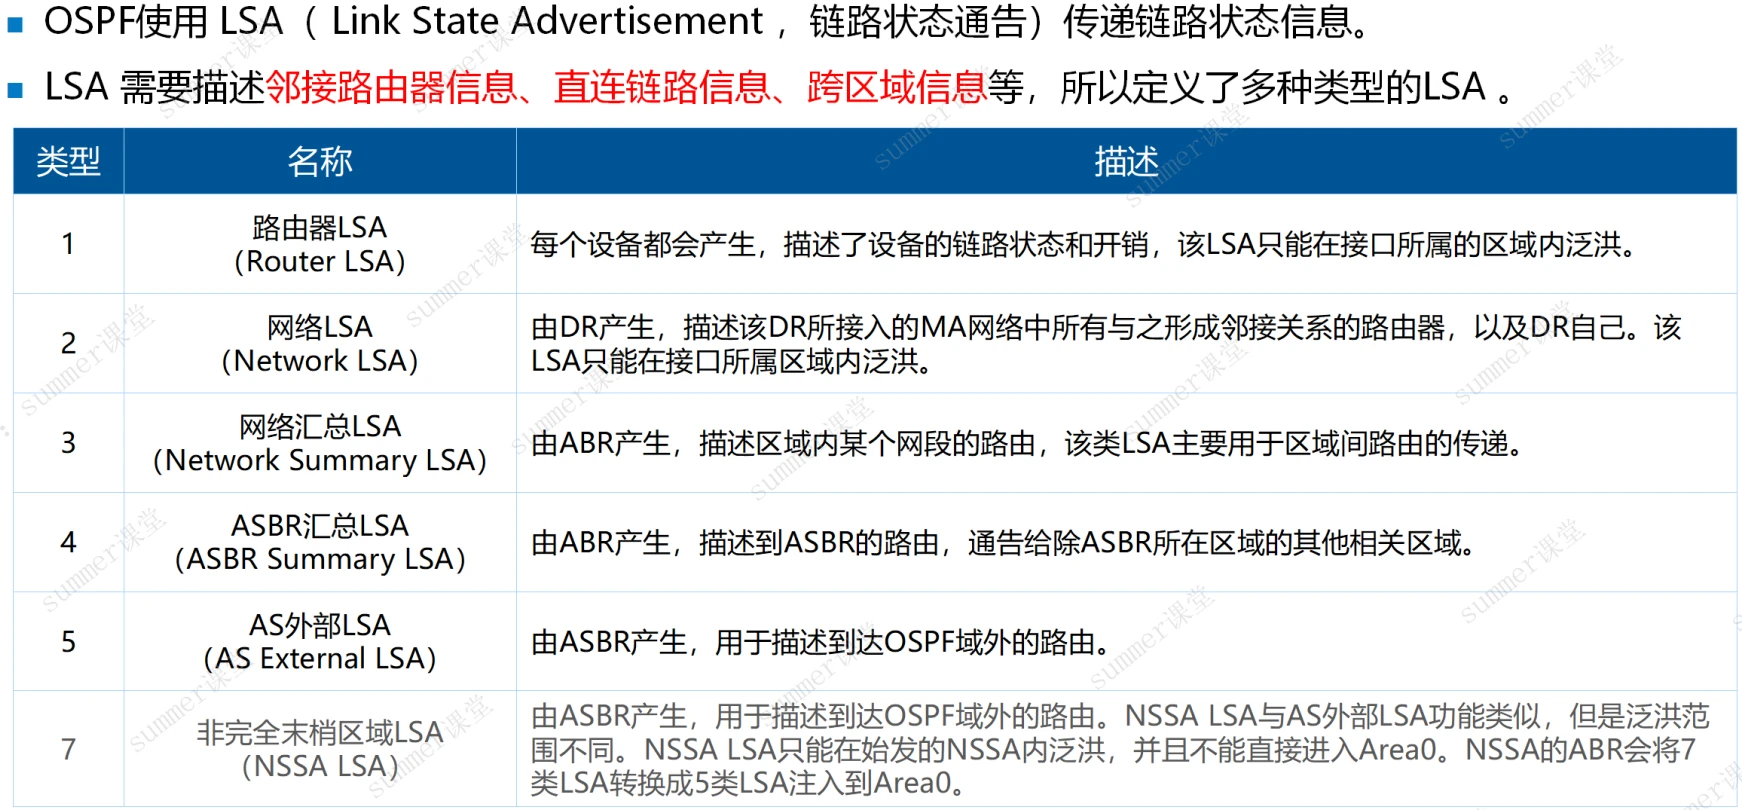 OSPF使用 LSA（ Link State Advertisement ，链路状态通告）传递链路状态信息。
LSA 需要描述邻接路由器信息、直连链路信息、跨区域信息等，所以定义了多种类型的LSA 。
类型 名称 描述
1 路由器LSA
（Router LSA）
每个设备都会产生，描述了设备的链路状态和开销，该LSA只能在接口所属的区域内泛洪。
2 网络LSA
（Network LSA）
由DR产生，描述该DR所接入的MA网络中所有与之形成邻接关系的路由器，以及DR自己。该
LSA只能在接口所属区域内泛洪。
3 网络汇总LSA
（Network Summary LSA）
由ABR产生，描述区域内某个网段的路由，该类LSA主要用于区域间路由的传递。
4 ASBR汇总LSA
（ASBR Summary LSA）
由ABR产生，描述到ASBR的路由，通告给除ASBR所在区域的其他相关区域。
5 AS外部LSA
（AS External LSA）
由ASBR产生，用于描述到达OSPF域外的路由。
7 非完全末梢区域LSA
（NSSA LSA）
由ASBR产生，用于描述到达OSPF域外的路由。NSSA LSA与AS外部LSA功能类似，但是泛洪范
围不同。NSSA LSA只能在始发的NSSA内泛洪，并且不能直接进入Area0。NSSA的ABR会将7
类LSA转换成5类LSA注入到Area0。
summer课堂